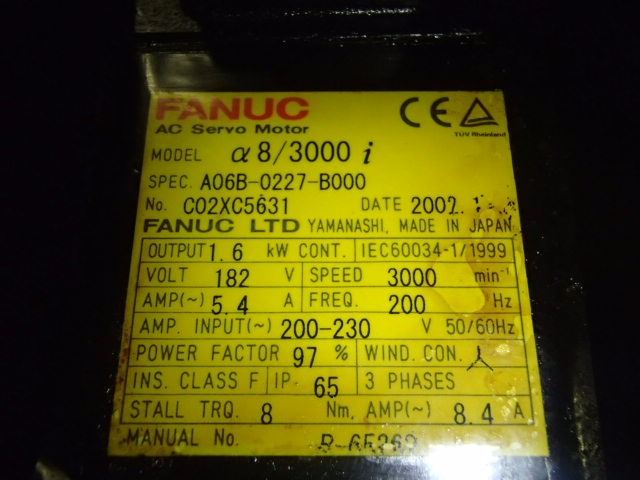 FANUC
AC Servo Motor
CE
TÜV Rheinland
MODEL α8/3000 i
SPEC. A06B-0227-B000
No. C02XC5631 DATE 2002.
FANUC LTD YAMANASHI, MADE IN JAPAN
OUTPUT 1.6 kW CONT. IEC60034-1/1999
VOLT 182 V SPEED 3000 min⁻¹
AMP(~) 5.4 A FREQ. 200 Hz
AMP. INPUT(~) 200-230 V 50/60Hz
POWER FACTOR 97 % WIND. CON.
INS. CLASS F IP 65 3 PHASES
STALL TRQ. 8 Nm, AMP(~) 8.4 A
MANUAL No.